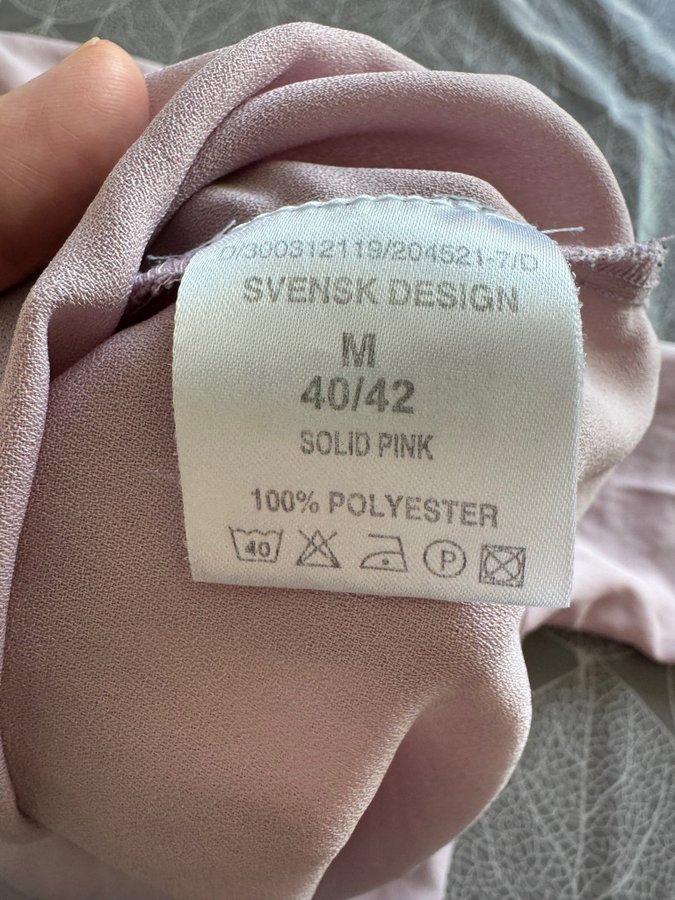 D/300312119/204521-7/D
SVENSK DESIGN
M
40/42
SOLID PINK
100% POLYESTER
40 P